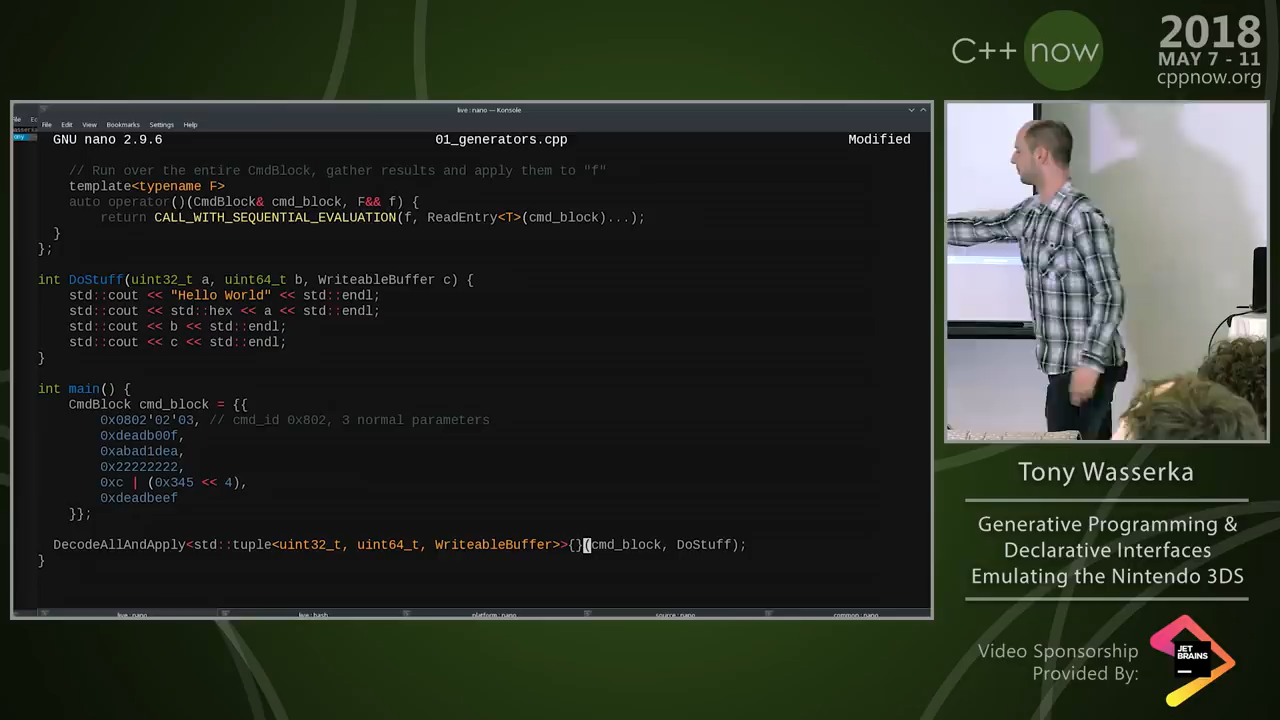 C++ now
2018
MAY 7 - 11
cppnow.org
live : nano — Konsole
File Edit View Bookmarks Settings Help
GNU nano 2.9.6 01_generators.cpp Modified
// Run over the entire CmdBlock, gather results and apply them to "f"
template<typename F>
auto operator()(CmdBlock& cmd_block, F&& f) {
return CALL_WITH_SEQUENTIAL_EVALUATION(f, ReadEntry<T>(cmd_block)...);
}
};
int DoStuff(uint32_t a, uint64_t b, WriteableBuffer c) {
std::cout << "Hello World" << std::endl;
std::cout << std::hex << a << std::endl;
std::cout << b << std::endl;
std::cout << c << std::endl;
}
int main() {
CmdBlock cmd_block = {{
0x0802'02'03, // cmd_id 0x802, 3 normal parameters
0xdeadb00f,
0xabad1dea,
0x22222222,
0xc | (0x345 << 4),
0xdeadbeef
}};
DecodeAllAndApply<std::tuple<uint32_t, uint64_t, WriteableBuffer>>{}(cmd_block, DoStuff);
}
live : nano live : bash platform : nano source : nano common : nano
Tony Wasserka
Generative Programming &
Declarative Interfaces
Emulating the Nintendo 3DS
Video Sponsorship
Provided By:
JET
BRAINS